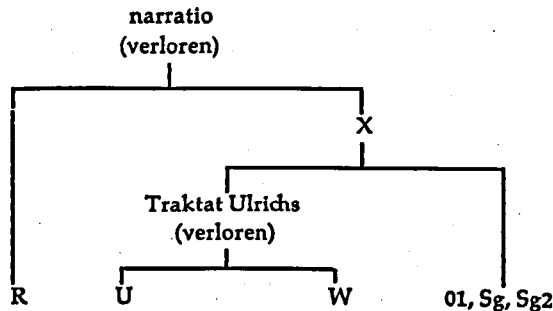 narratio
(verloren)
X
Traktat Ulrichs
(verloren)
R U W 01, Sg, Sg2